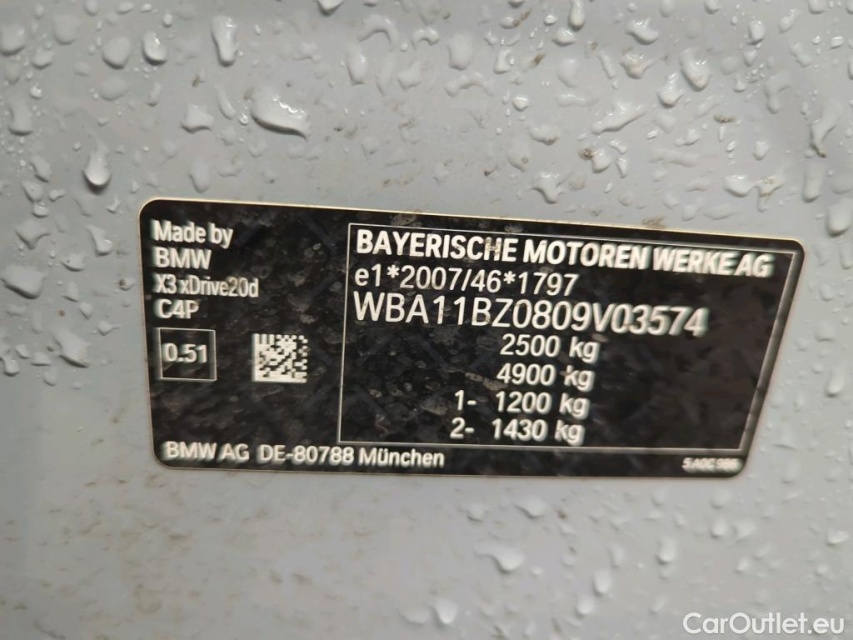 Made by
BMW
X3 xDrive20d
C4P
0.51
BAYERISCHE MOTOREN WERKE AG
e1*2007/46*1797
WBA11BZ0809V03574
2500 kg
4900 kg
1- 1200 kg
2- 1430 kg
BMW AG DE-80788 München
CarOutlet.eu